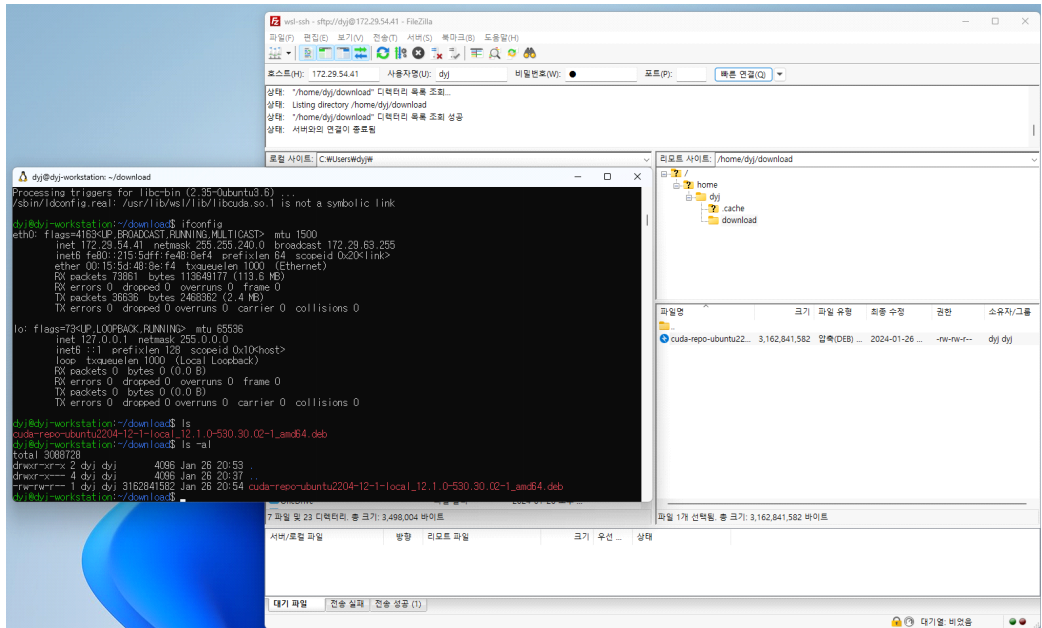 wsl-ssh - sftp://dyj@172.29.54.41 - FileZilla
파일(F) 편집(E) 보기(V) 전송(T) 서버(S) 북마크(B) 도움말(H)
호스트(H): 172.29.54.41 사용자명(U): dyj 비밀번호(W): ● 포트(P): 빠른 연결(Q)
상태: "/home/dyj/download" 디렉터리 목록 조회...
상태: Listing directory /home/dyj/download
상태: "/home/dyj/download" 디렉터리 목록 조회 성공
상태: 서버와의 연결이 종료됨
로컬 사이트: C:₩Users₩dyj₩
리모트 사이트: /home/dyj/download
/
home
dyj
.cache
download
파일명 크기 파일 유형 최종 수정 권한 소유자/그룹
..
cuda-repo-ubuntu22... 3,162,841,582 압축(DEB) ... 2024-01-26 ... -rw-rw-r-- dyj dyj
dyj@dyj-workstation: ~/download
Processing triggers for libc-bin (2.35-0ubuntu3.6) ...
/sbin/ldconfig.real: /usr/lib/wsl/lib/libcuda.so.1 is not a symbolic link
dyj@dyj-workstation:~/download$ ifconfig
eth0: flags=4163<UP,BROADCAST,RUNNING,MULTICAST> mtu 1500
inet 172.29.54.41 netmask 255.255.240.0 broadcast 172.29.63.255
inet6 fe80::215:5dff:fe48:8ef4 prefixlen 64 scopeid 0x20<link>
ether 00:15:5d:48:8e:f4 txqueuelen 1000 (Ethernet)
RX packets 73861 bytes 113649177 (113.6 MB)
RX errors 0 dropped 0 overruns 0 frame 0
TX packets 36636 bytes 2468362 (2.4 MB)
TX errors 0 dropped 0 overruns 0 carrier 0 collisions 0
lo: flags=73<UP,LOOPBACK,RUNNING> mtu 65536
inet 127.0.0.1 netmask 255.0.0.0
inet6 ::1 prefixlen 128 scopeid 0x10<host>
loop txqueuelen 1000 (Local Loopback)
RX packets 0 bytes 0 (0.0 B)
RX errors 0 dropped 0 overruns 0 frame 0
TX packets 0 bytes 0 (0.0 B)
TX errors 0 dropped 0 overruns 0 carrier 0 collisions 0
dyj@dyj-workstation:~/download$ ls
cuda-repo-ubuntu2204-12-1-local_12.1.0-530.30.02-1_amd64.deb
dyj@dyj-workstation:~/download$ ls -al
total 3088728
drwxr-xr-x 2 dyj dyj 4096 Jan 26 20:53 .
drwxr-x--- 4 dyj dyj 4096 Jan 26 20:37 ..
-rw-rw-r-- 1 dyj dyj 3162841582 Jan 26 20:54 cuda-repo-ubuntu2204-12-1-local_12.1.0-530.30.02-1_amd64.deb
dyj@dyj-workstation:~/download$
7 파일 및 23 디렉터리. 총 크기: 3,498,004 바이트
파일 1개 선택됨. 총 크기: 3,162,841,582 바이트
서버/로컬 파일 방향 리모트 파일 크기 우선 ... 상태
대기 파일 전송 실패 전송 성공 (1)
대기열: 비었음